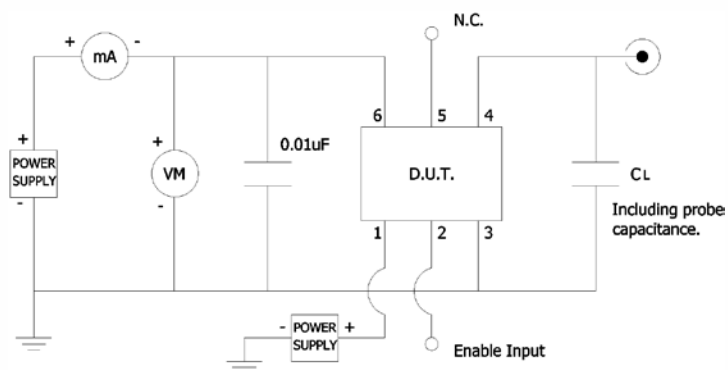 N.C.
+ mA -
6 5 4
+
POWER
SUPPLY
-
+
VM
-
0.01uF
D.U.T.
CL
Including probe
capacitance.
1 2 3
- POWER +
SUPPLY
Enable Input